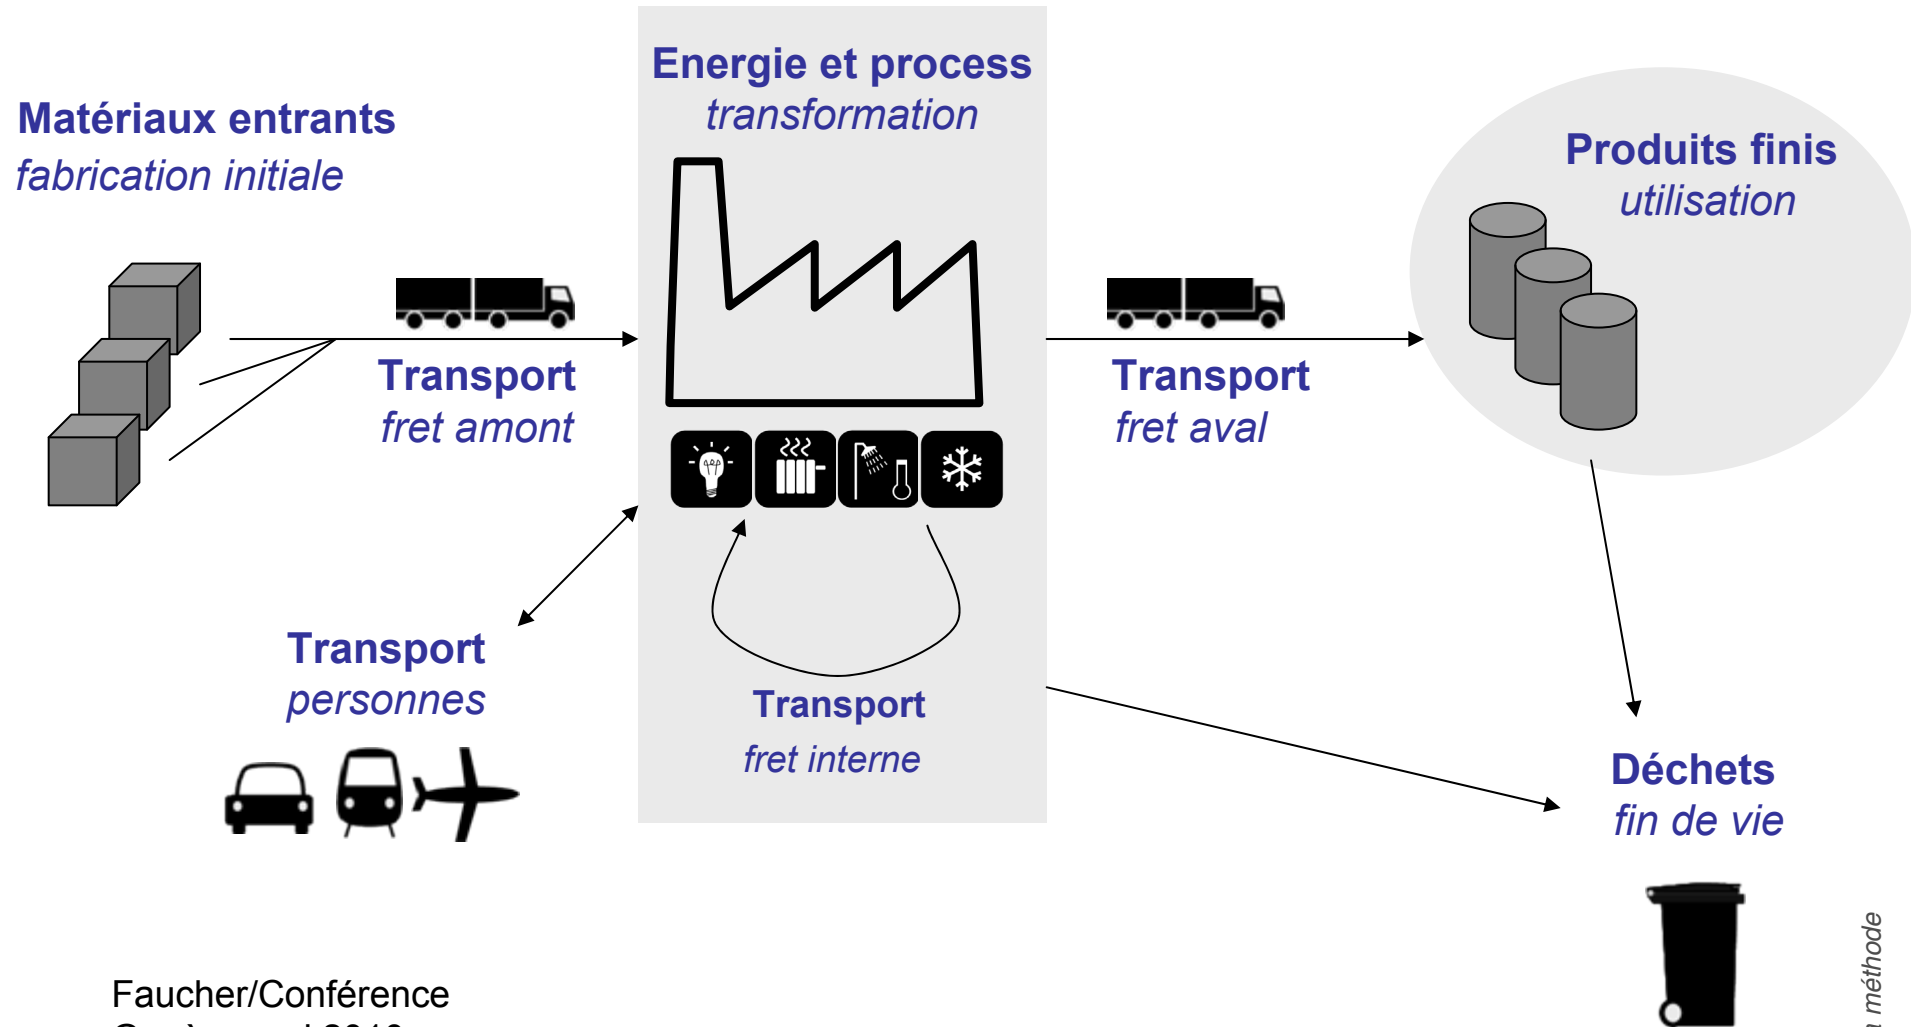 Matériaux entrants
fabrication initiale
Energie et process
transformation
Produits finis
utilisation
Transport
fret amont
Transport
fret aval
Transport
personnes
Transport
fret interne
Déchets
fin de vie
Faucher/Conférence
méthode